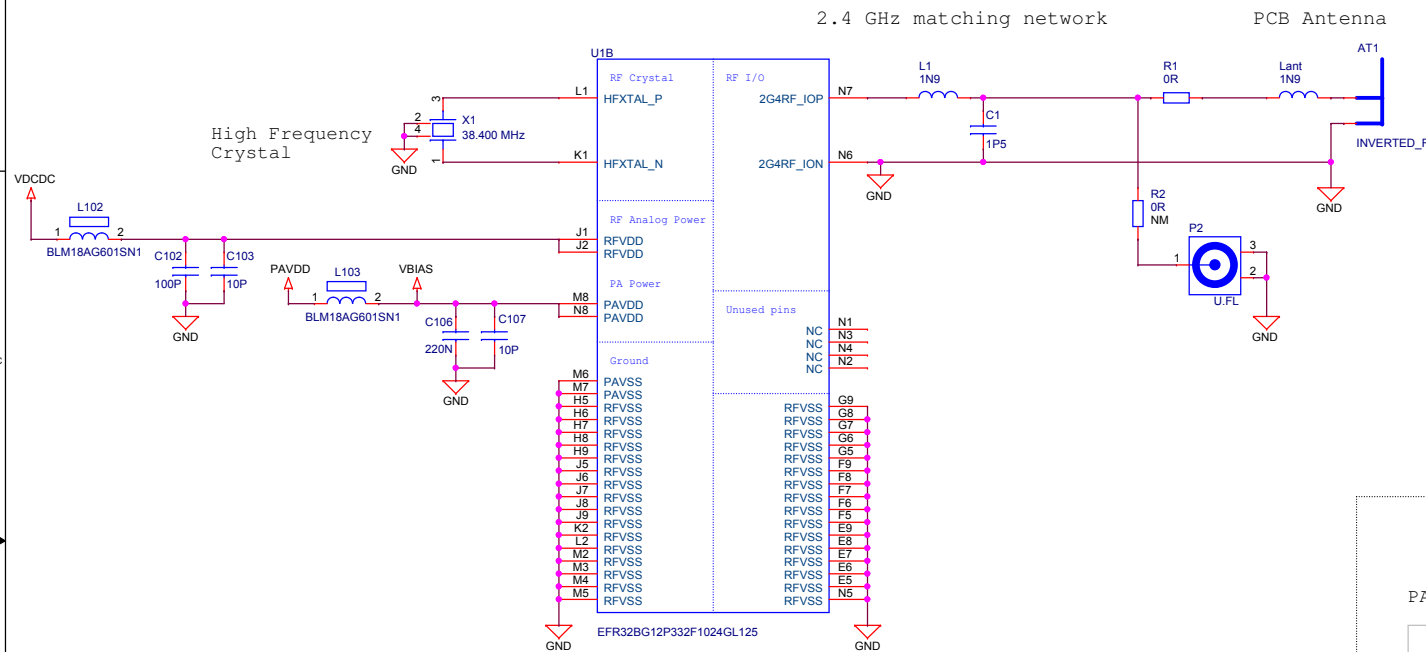 2.4 GHz matching network
PCB Antenna
U1B
AT1
RF Crystal
RF I/O
L1
HFXTAL_P
2G4RF_IOP
N7
L1
1N9
R1
0R
Lant
1N9
3
2
4
1
X1
38.400 MHz
GND
High Frequency
Crystal
C1
1P5
INVERTED_F
K1
HFXTAL_N
2G4RF_ION
N6
GND
GND
VDCDC
L102
1
2
BLM18AG601SN1
RF Analog Power
J1
RFVDD
J2
RFVDD
R2
0R
NM
P2
1
3
2
U.FL
GND
C102
100P
C103
10P
GND
PAVDD
L103
VBIAS
1
2
BLM18AG601SN1
PA Power
M8
PAVDD
N8
PAVDD
C106
220N
C107
10P
GND
Unused pins
NC
N1
NC
N3
NC
N4
NC
N2
Ground
M6
PAVSS
M7
PAVSS
H5
RFVSS
H6
RFVSS
H7
RFVSS
H8
RFVSS
H9
RFVSS
J5
RFVSS
J6
RFVSS
J7
RFVSS
J8
RFVSS
J9
RFVSS
K2
RFVSS
L2
RFVSS
M2
RFVSS
M3
RFVSS
M4
RFVSS
M5
RFVSS
RFVSS
G9
RFVSS
G8
RFVSS
G7
RFVSS
G6
RFVSS
G5
RFVSS
F9
RFVSS
F8
RFVSS
F7
RFVSS
F6
RFVSS
F5
RFVSS
E9
RFVSS
E8
RFVSS
E7
RFVSS
E6
RFVSS
E5
RFVSS
N5
GND
EFR32BG12P332F1024GL125
GND
PA